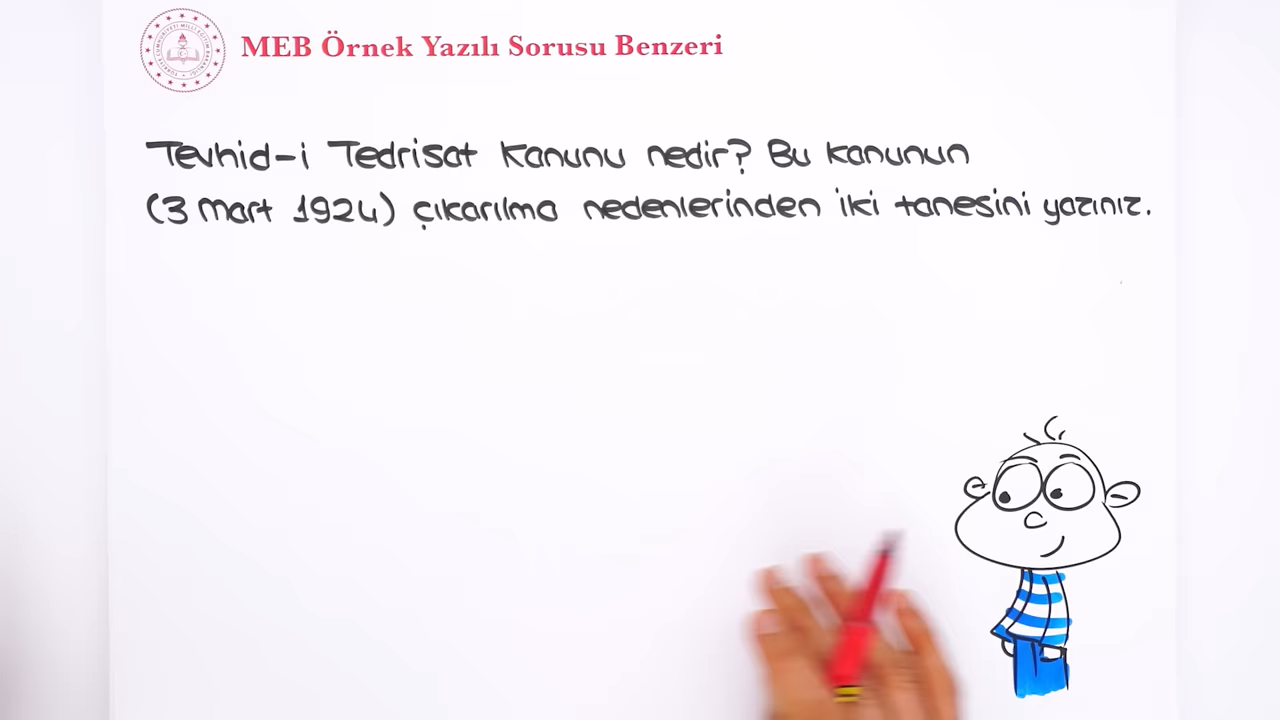 MEB Örnek Yazılı Sorusu Benzeri
Tevhid-i Tedrisat Kanunu nedir? Bu kanunun
(3 Mart 1924) çıkarılma nedenlerinden iki tanesini yazınız.